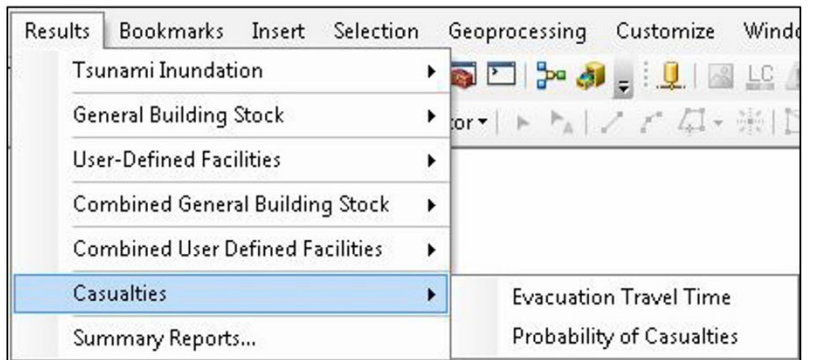 Results Bookmarks Insert Selection Geoprocessing Customize
Tsunami Inundation
LC
General Building Stock
User-Defined Facilities
Combined General Building Stock
Combined User Defined Facilities
Casualties
Evacuation Travel Time
Summary Reports...
Probability of Casualties